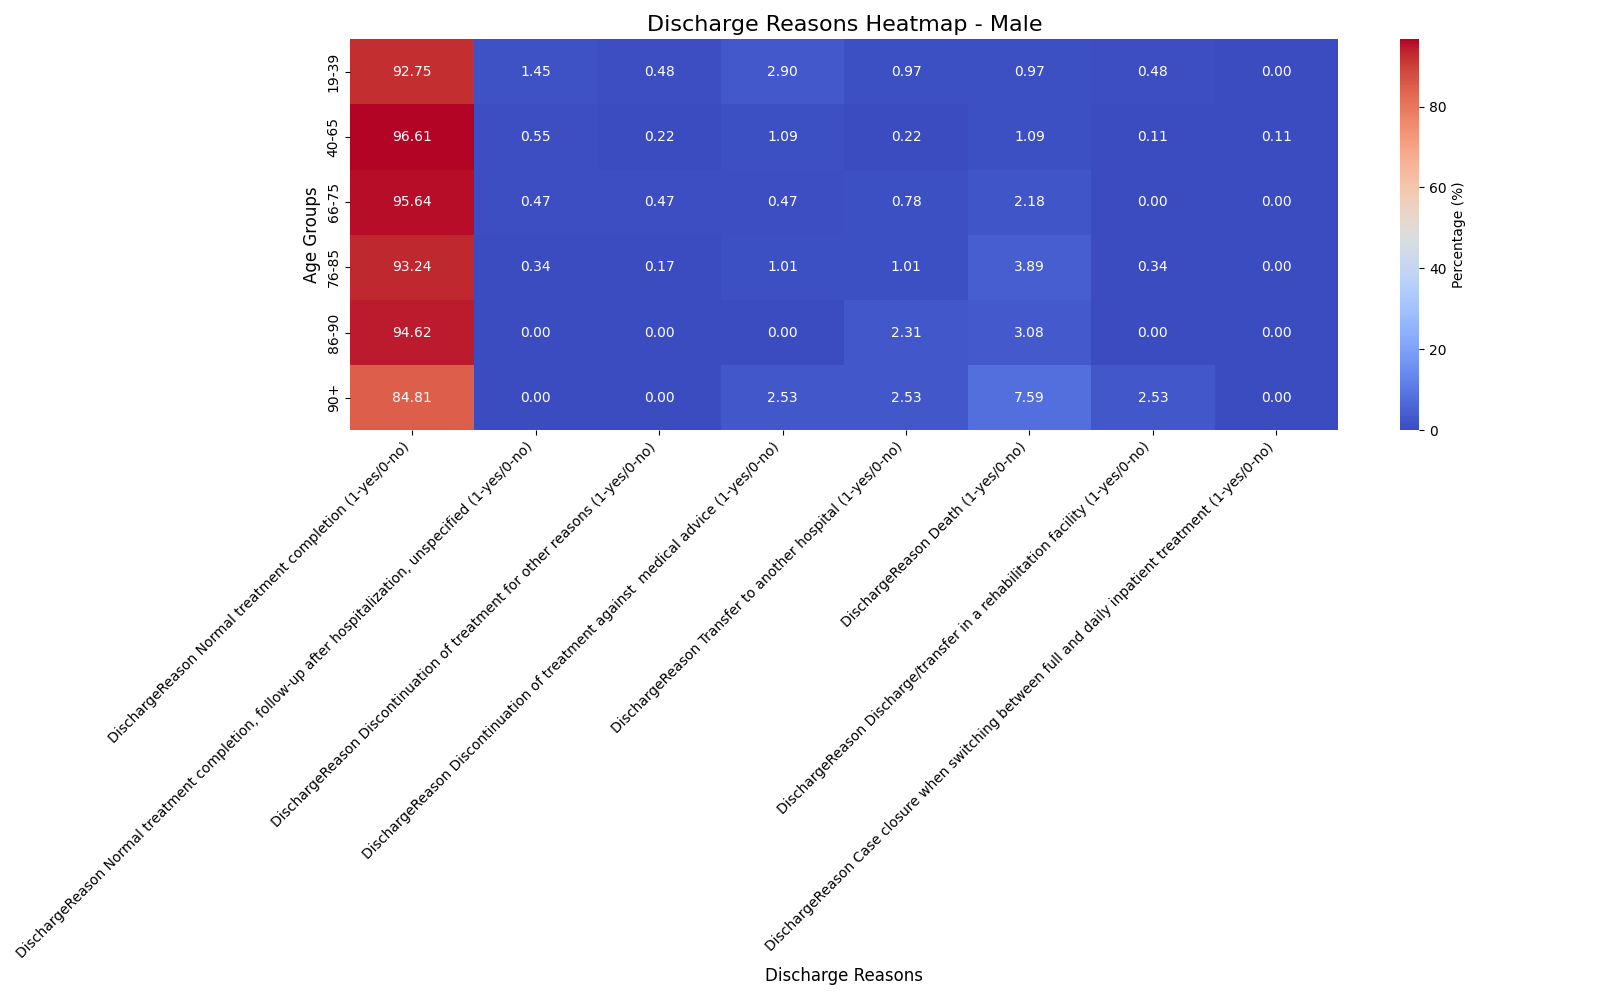 Discharge Reasons Heatmap - Male
Age Groups
19-39
92.75 1.45 0.48 2.90 0.97 0.97 0.48 0.00
40-65
96.61 0.55 0.22 1.09 0.22 1.09 0.11 0.11
66-75
95.64 0.47 0.47 0.47 0.78 2.18 0.00 0.00
76-85
93.24 0.34 0.17 1.01 1.01 3.89 0.34 0.00
86-90
94.62 0.00 0.00 0.00 2.31 3.08 0.00 0.00
90+
84.81 0.00 0.00 2.53 2.53 7.59 2.53 0.00
DischargeReason Normal treatment completion (1-yes/0-no)
DischargeReason Normal treatment completion, follow-up after hospitalization, unspecified (1-yes/0-no)
DischargeReason Discontinuation of treatment for other reasons (1-yes/0-no)
DischargeReason Discontinuation of treatment against  medical advice (1-yes/0-no)
DischargeReason Transfer to another hospital (1-yes/0-no)
DischargeReason Death (1-yes/0-no)
DischargeReason Discharge/transfer in a rehabilitation facility (1-yes/0-no)
DischargeReason Case closure when switching between full and daily inpatient treatment (1-yes/0-no)
Discharge Reasons
80
60
40
20
0
Percentage (%)